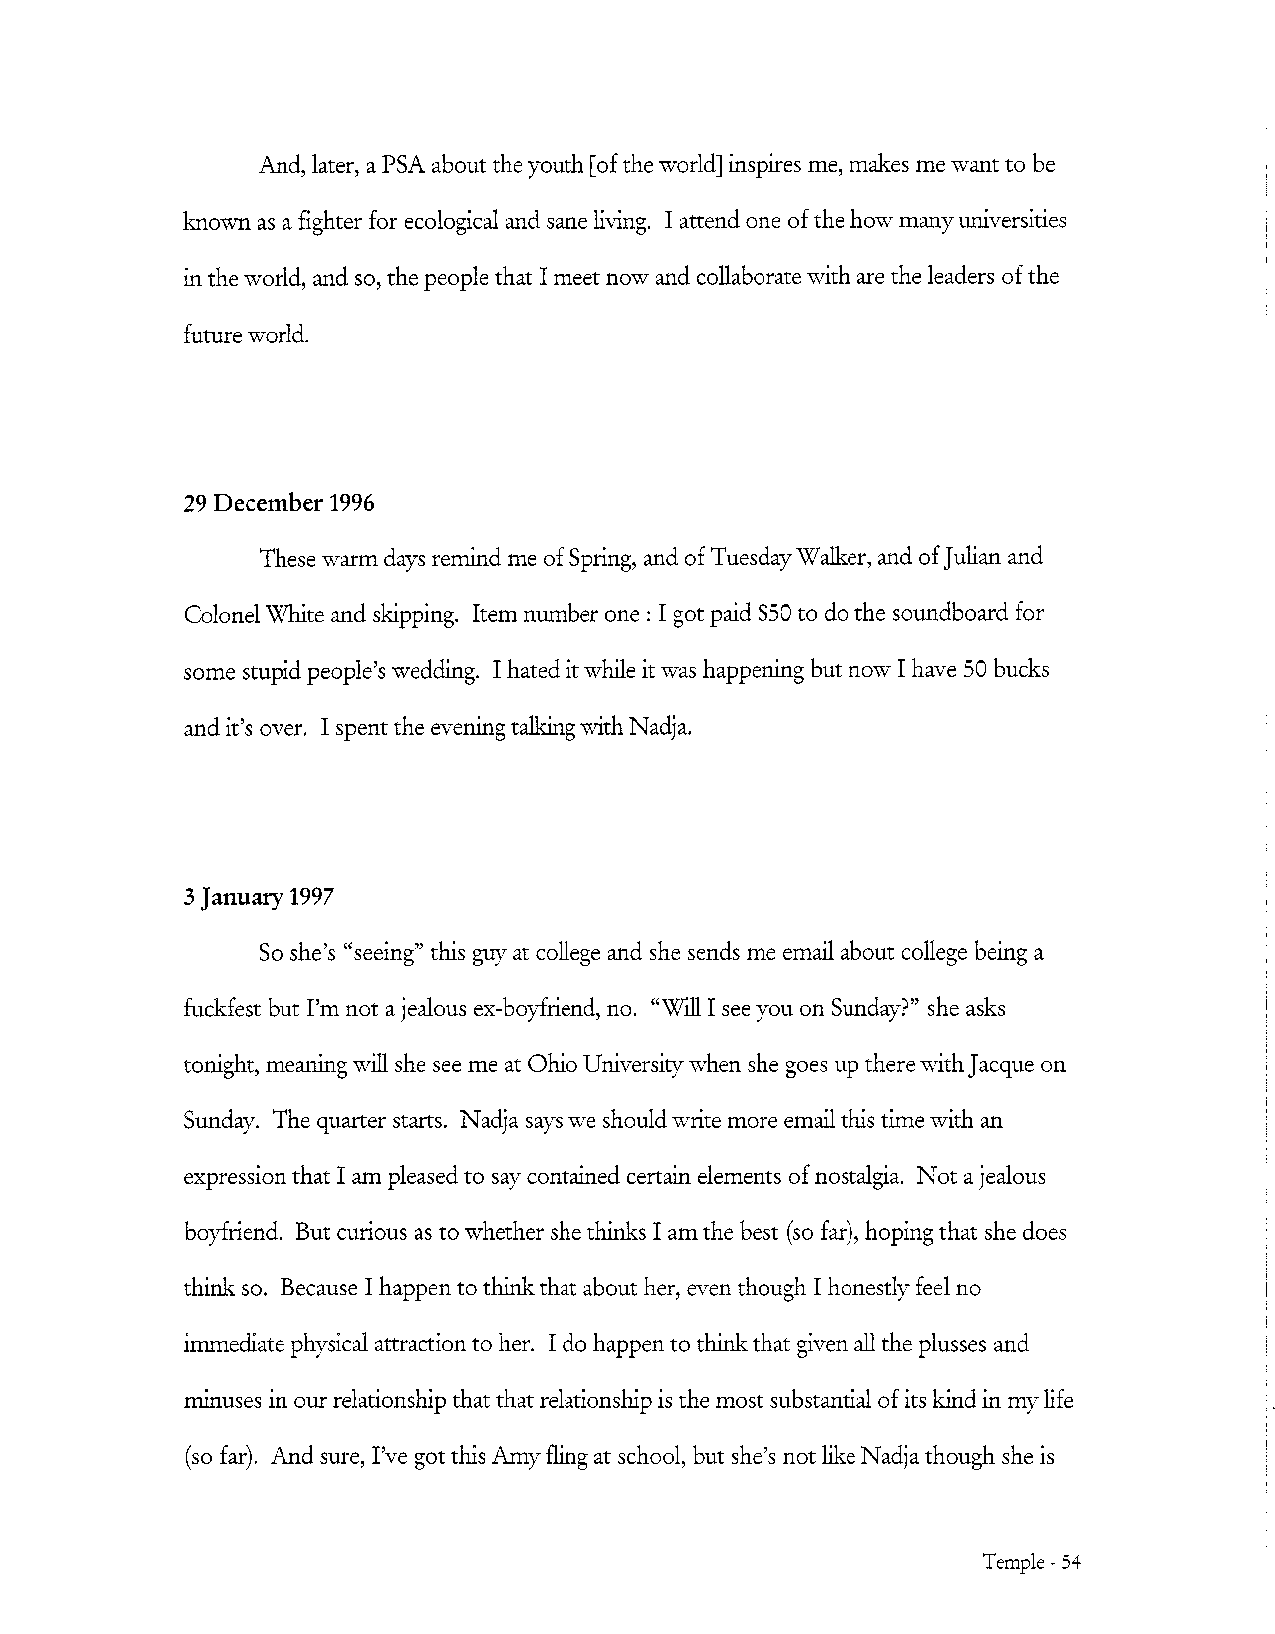 And, later, a PSA about the youth [of the world] inspires me, makes me want to be
known as a fighter for ecological and sane living. I attend one of the how many universities
in the world, and so, the people that I meet now and collaborate with are the leaders of the
future world.
29 December 1996
These warm days remind me of Spring, and of Tuesday Walker, and of Julian and
Colonel White and skipping. Item number one : I got paid $50 to do the soundboard for
some stupid people's wedding. I hated it while it was happening but now I have 50 bucks
and it's over. I spent the evening talking with Nadja.
3 January 1997
So she's “seeing” this guy at college and she sends me email about college being a
fuckfest but I'm not a jealous ex-boyfriend, no. “Will I see you on Sunday?” she asks
tonight, meaning will she see me at Ohio University when she goes up there with Jacque on
Sunday. The quarter starts. Nadja says we should write more email this time with an
expression that I am pleased to say contained certain elements of nostalgia. Not a jealous
boyfriend. But curious as to whether she thinks I am the best (so far), hoping that she does
think so. Because I happen to think that about her, even though I honestly feel no
immediate physical attraction to her. I do happen to think that given all the plusses and
minuses in our relationship that that relationship is the most substantial of its kind in my life
(so far). And sure, I've got this Amy fling at school, but she's not like Nadja though she is
Temple - 54